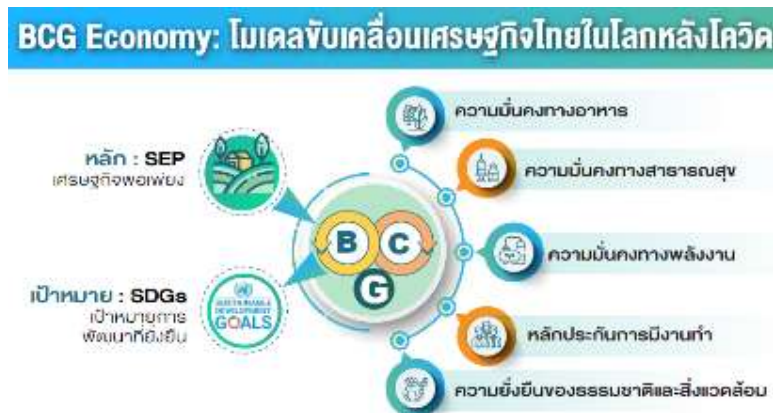 BCG Economy: โมเดลขับเคลื่อนเศรษฐกิจไทยในโลกหลังโควิด
หลัก : SEP
เศรษฐกิจพอเพียง
เป้าหมาย : SDGs
เป้าหมายการ
พัฒนาที่ยั่งยืน
SUSTAINABLE
DEVELOPMENT
GOALS
B C
G
ความมั่นคงทางอาหาร
ความมั่นคงทางสาธารณสุข
ความมั่นคงทางพลังงาน
หลักประกันการมีงานทำ
ความยั่งยืนของธรรมชาติและสิ่งแวดล้อม